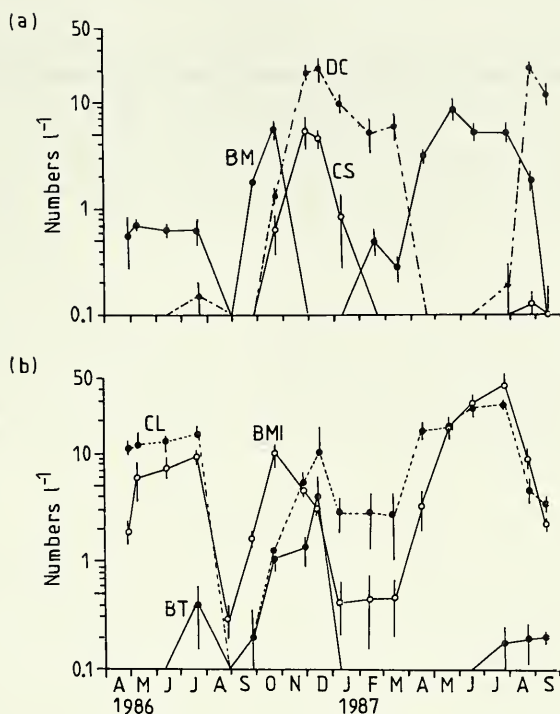 (a)
50
10
1
0.1
Numbers l⁻¹
DC
BM
CS
(b)
50
10
1
0.1
Numbers l⁻¹
CL
BMI
BT
A M J J A S O N D J F M A M J J A S
1986 1987